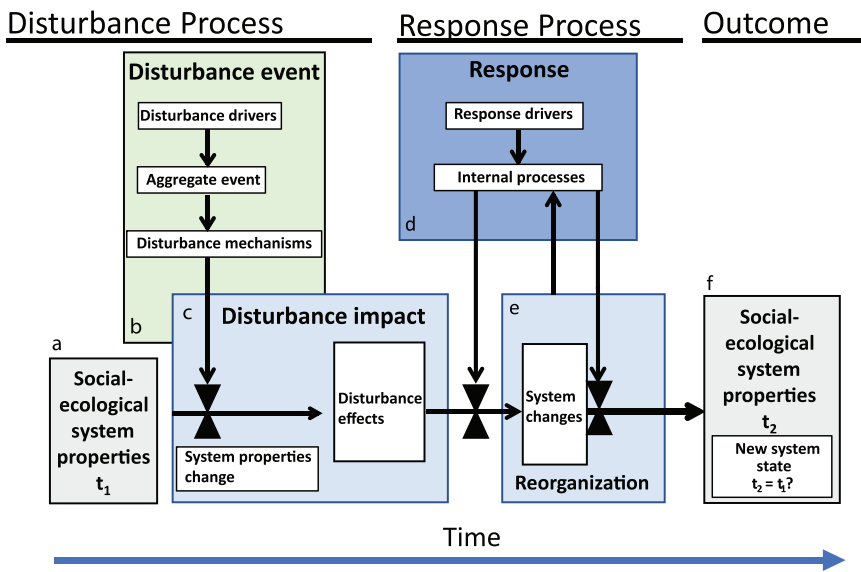 Disturbance Process
Response Process
Outcome
Disturbance event
Disturbance drivers
Aggregate event
Disturbance mechanisms
b
Response
Response drivers
Internal processes
d
a
Social-
ecological
system
properties
t1
c
Disturbance impact
Disturbance
effects
System properties
change
e
System
changes
Reorganization
f
Social-
ecological
system
properties
t2
New system
state
t2 = t1?
Time